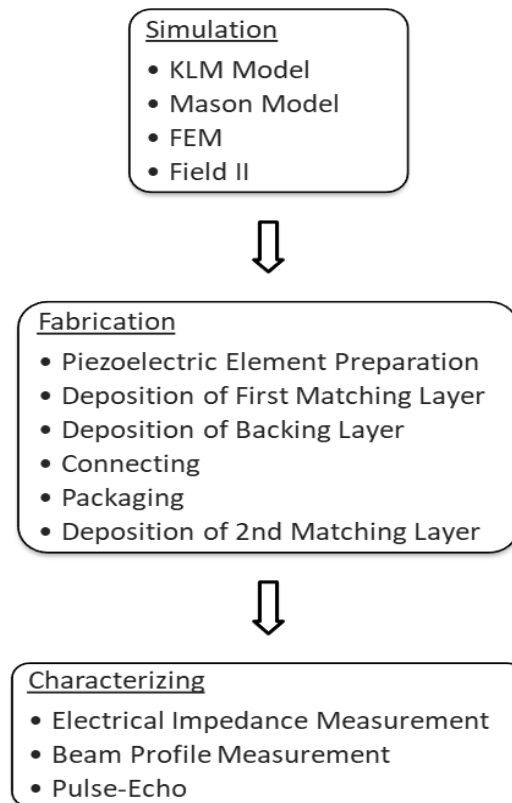 Simulation
• KLM Model
• Mason Model
• FEM
• Field II
Fabrication
• Piezoelectric Element Preparation
• Deposition of First Matching Layer
• Deposition of Backing Layer
• Connecting
• Packaging
• Deposition of 2nd Matching Layer
Characterizing
• Electrical Impedance Measurement
• Beam Profile Measurement
• Pulse-Echo